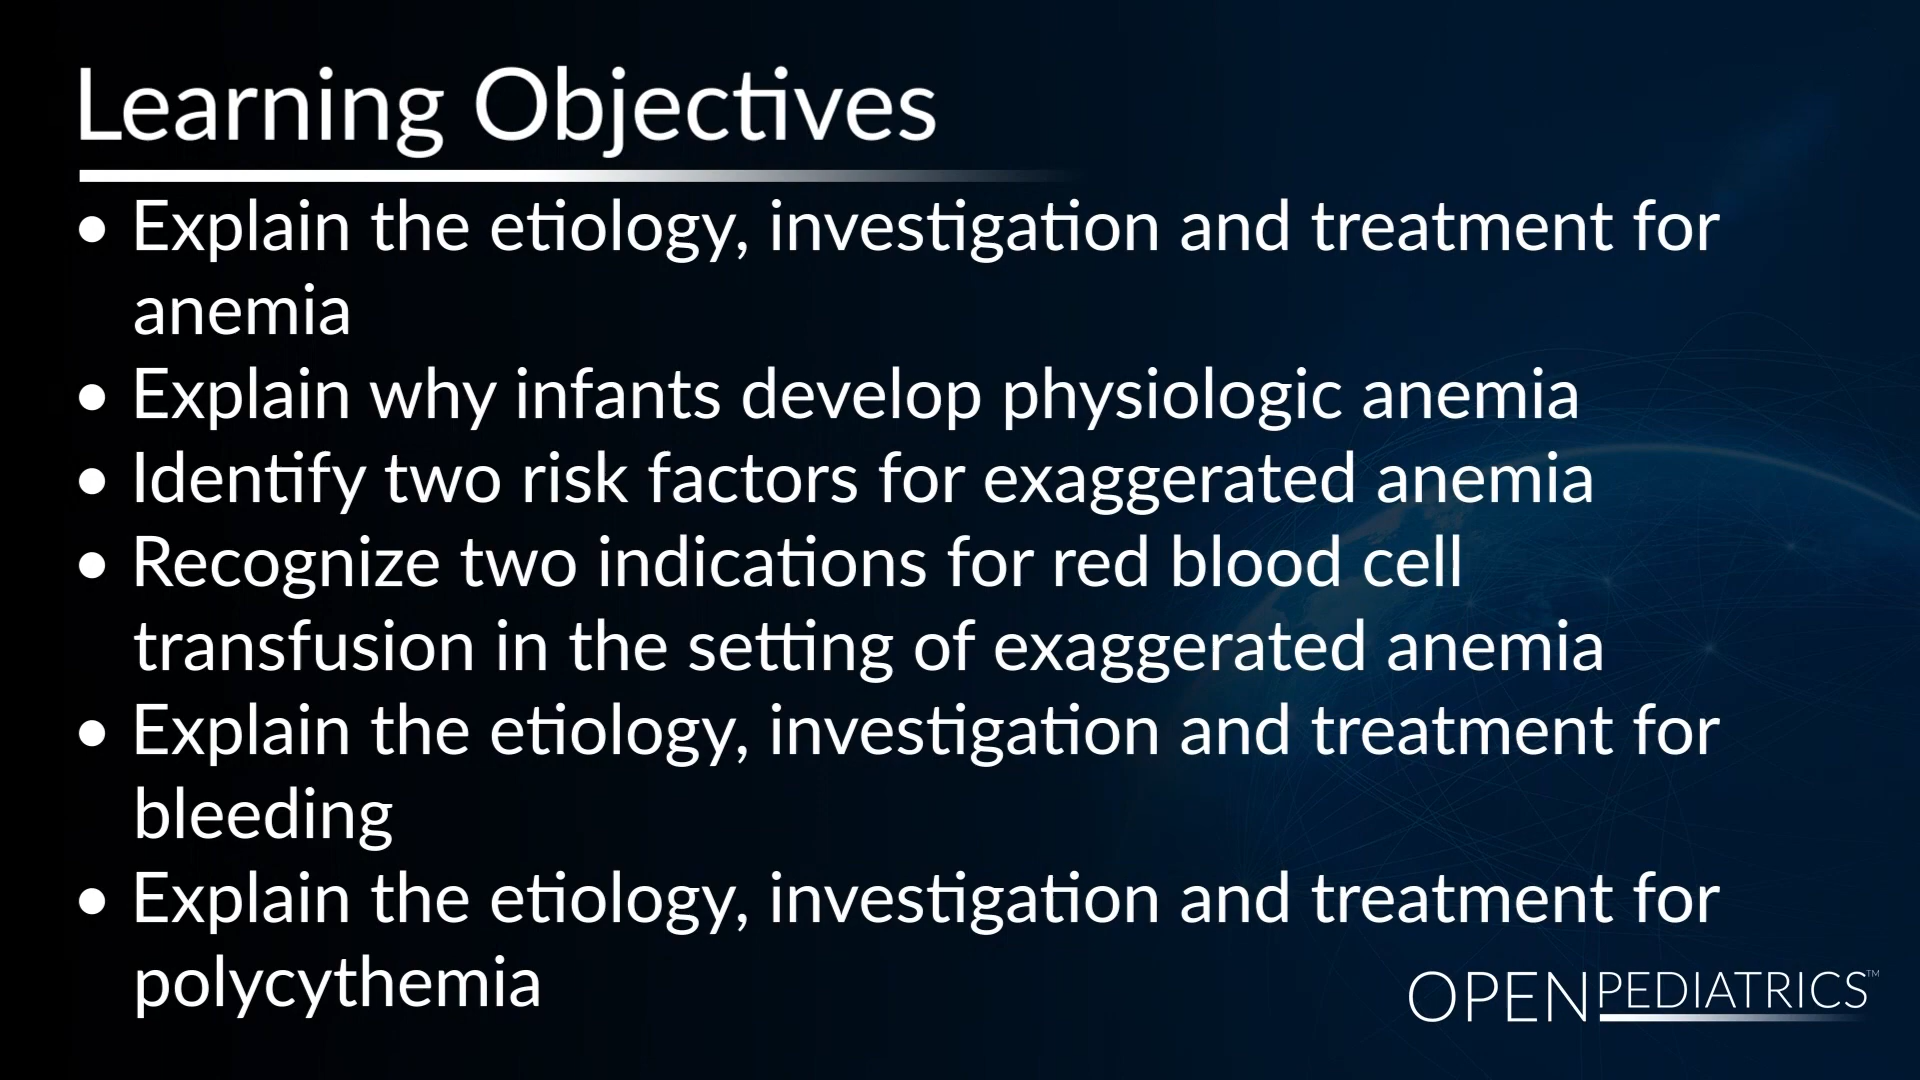 Learning Objectives
• Explain the etiology, investigation and treatment for
anemia
• Explain why infants develop physiologic anemia
• Identify two risk factors for exaggerated anemia
• Recognize two indications for red blood cell
transfusion in the setting of exaggerated anemia
• Explain the etiology, investigation and treatment for
bleeding
• Explain the etiology, investigation and treatment for
polycythemia
OPENPEDIATRICS™